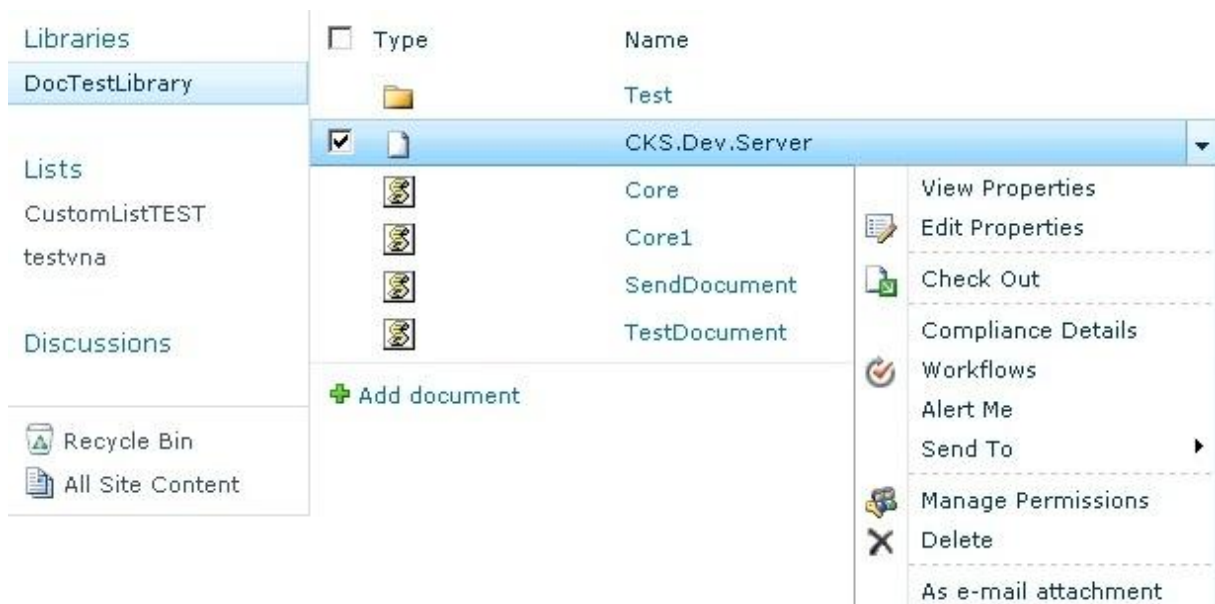 Libraries
DocTestLibrary
Lists
CustomListTEST
testvna
Discussions
Recycle Bin
All Site Content
Type Name
Test
CKS.Dev.Server
Core
Core1
SendDocument
TestDocument
Add document
View Properties
Edit Properties
Check Out
Compliance Details
Workflows
Alert Me
Send To
Manage Permissions
Delete
As e-mail attachment